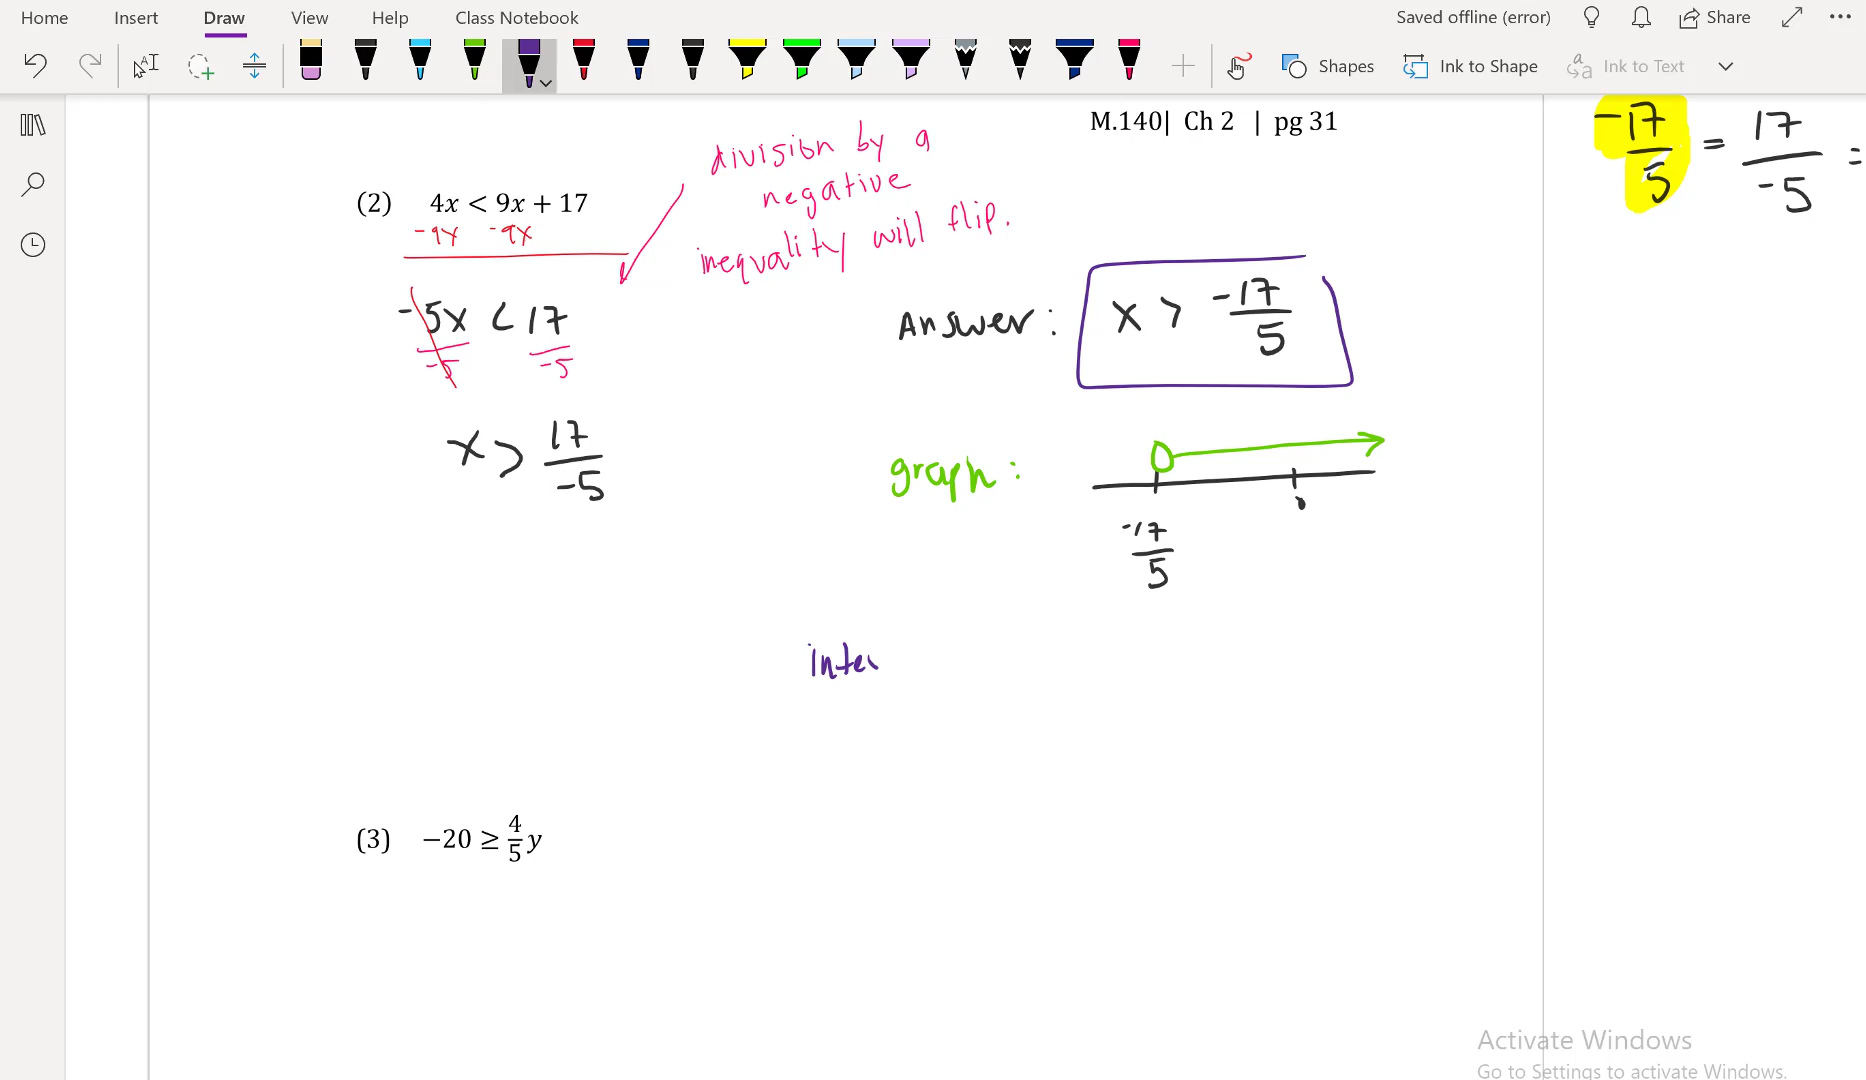 Home Insert Draw View Help Class Notebook Saved offline (error) Share
Shapes Ink to Shape Ink to Text
M.140| Ch 2 | pg 31
-17/5 = 17/-5 =
division by a
negative
inequality will flip.
(2) 4x < 9x + 17
-9x -9x
-5x < 17
-5 -5
x > 17/-5
Answer: x > -17/5
graph:
0
-17/5
inter
(3) −20 ≥ 4/5 y
Activate Windows
Go to Settings to activate Windows.